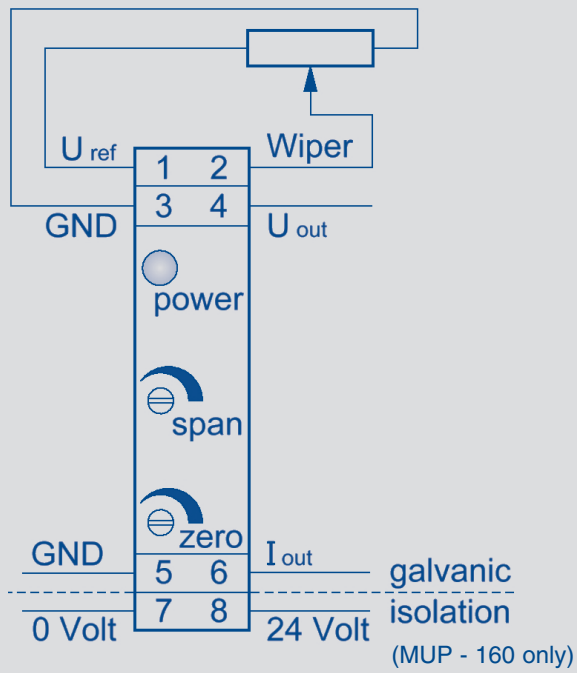 U ref 1 2 Wiper
GND 3 4 U out
power
span
zero
GND 5 6 I out galvanic
0 Volt 7 8 24 Volt isolation
(MUP - 160 only)